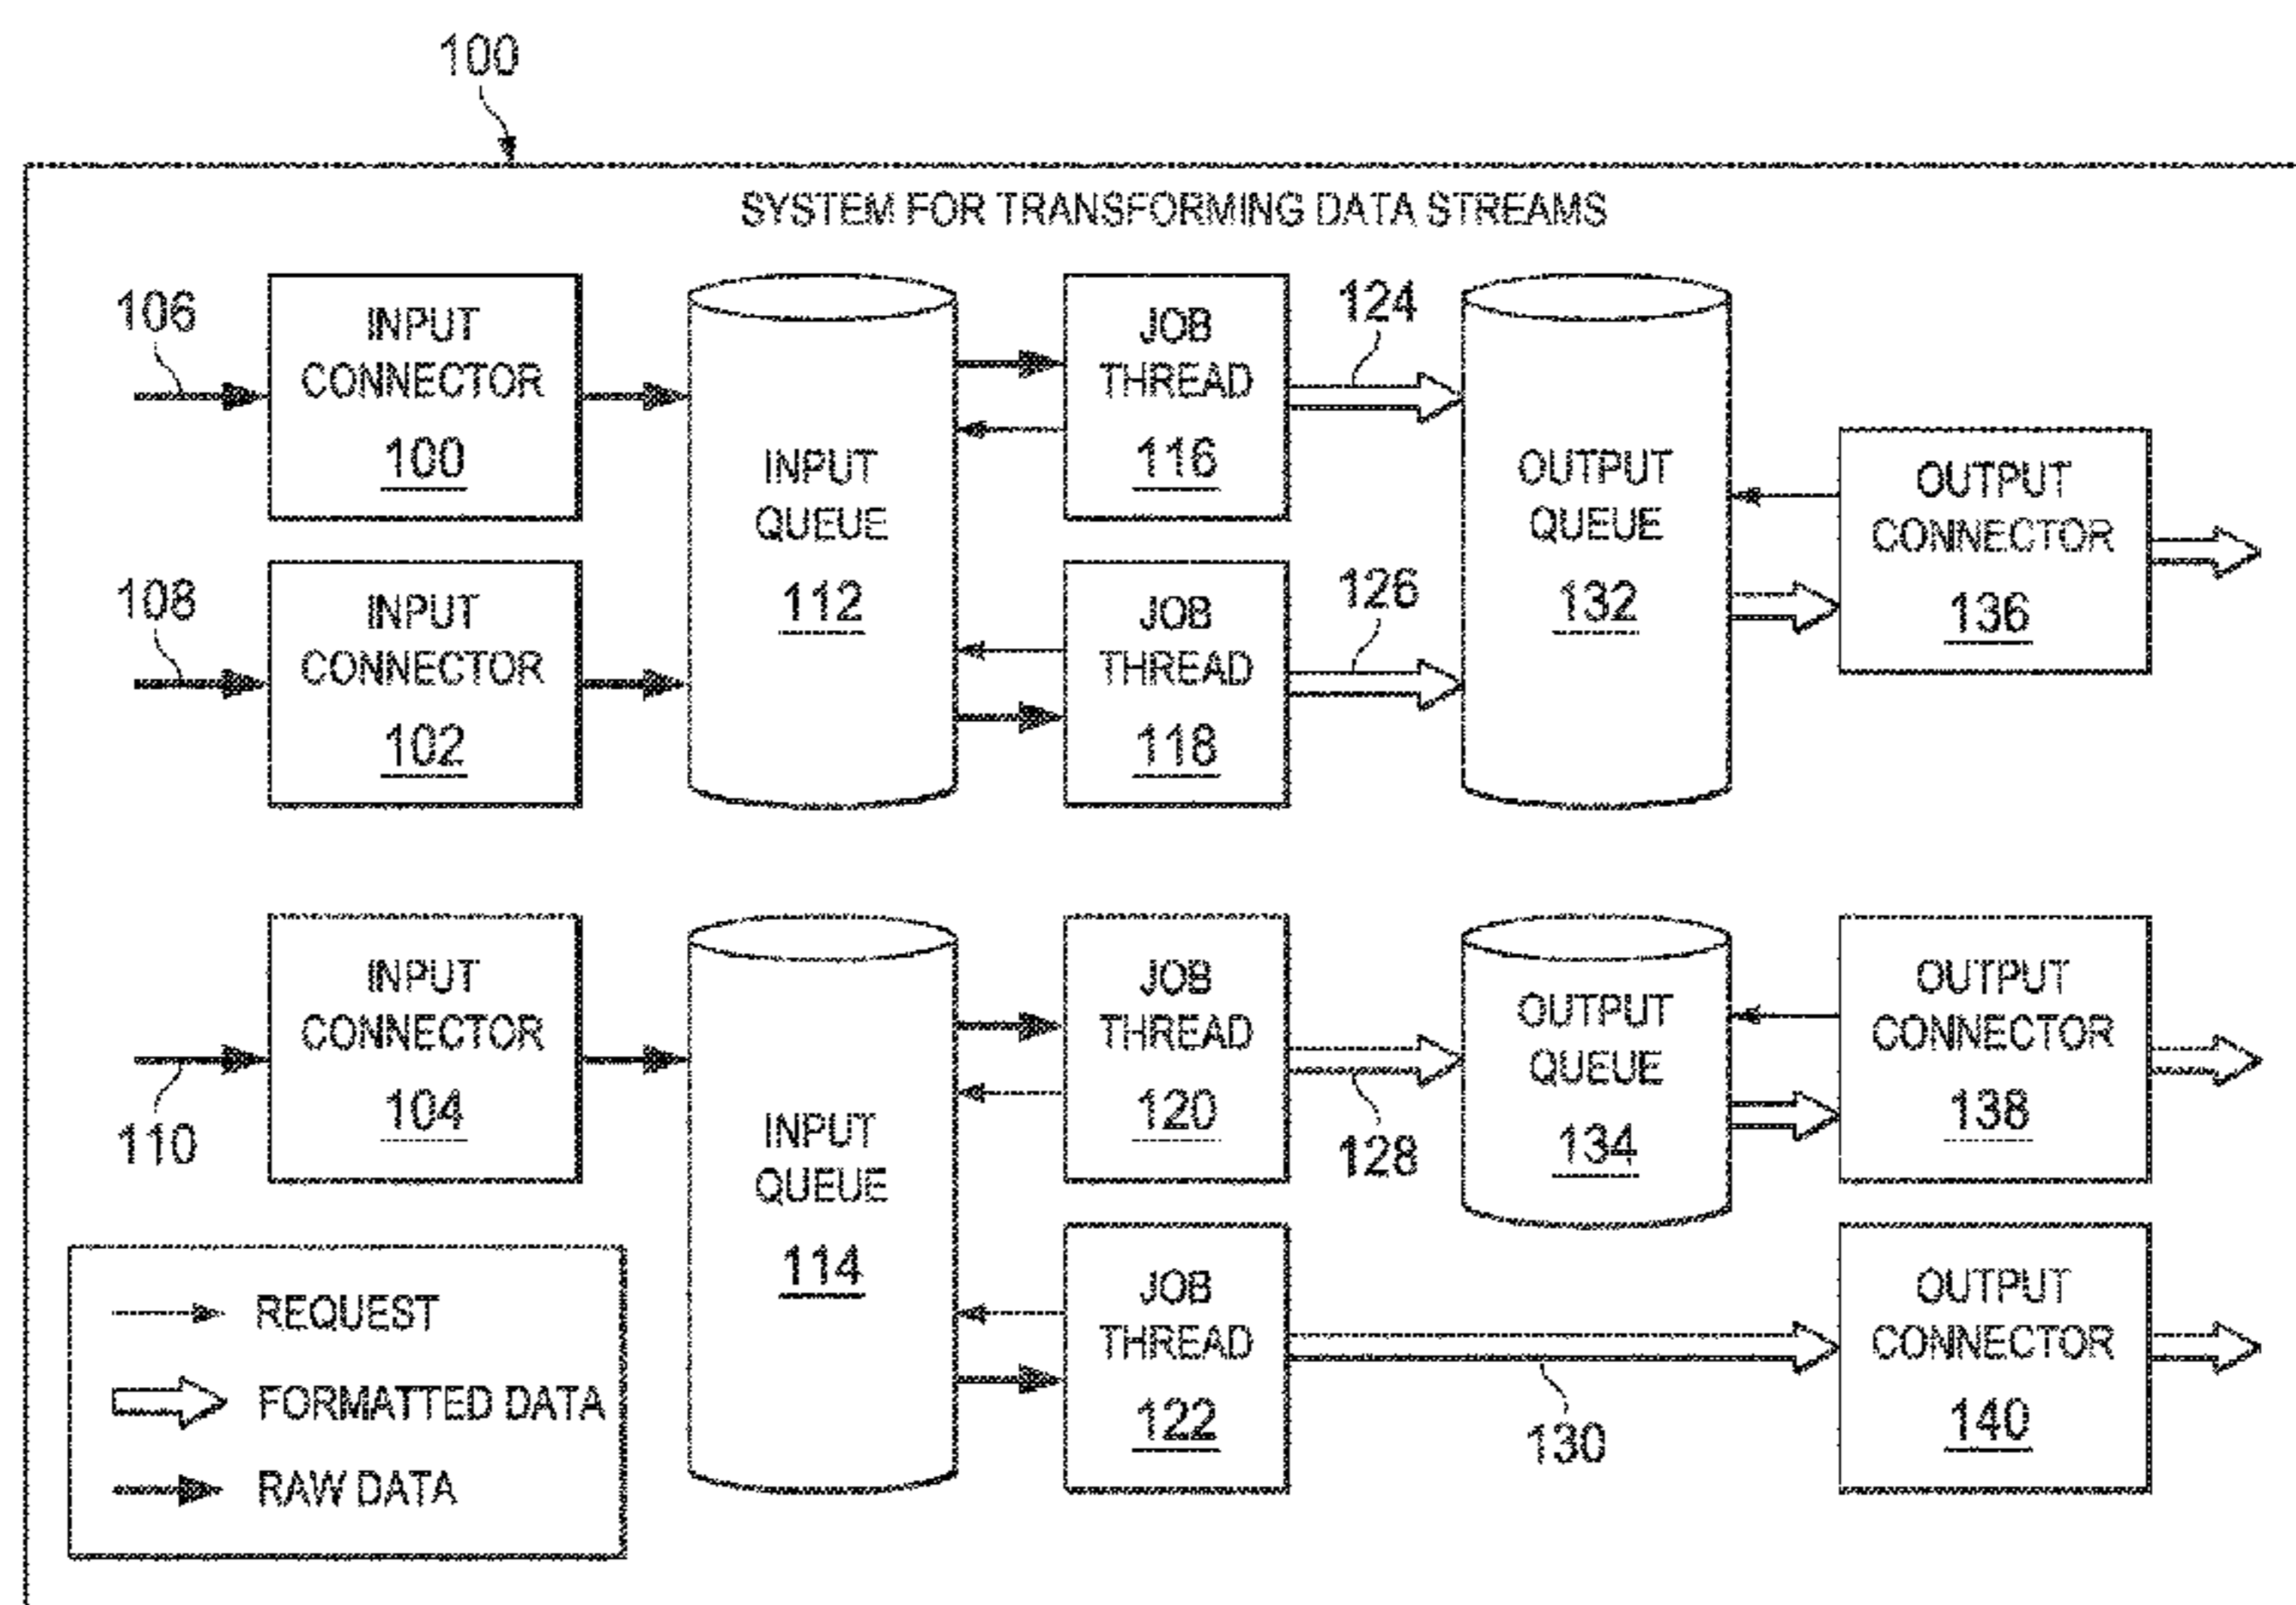 100
SYSTEM FOR TRANSFORMING DATA STREAMS
106
INPUT
CONNECTOR
100
108
INPUT
CONNECTOR
102
INPUT
QUEUE
112
JOB
THREAD
116
124
JOB
THREAD
118
126
OUTPUT
QUEUE
132
OUTPUT
CONNECTOR
136
110
INPUT
CONNECTOR
104
INPUT
QUEUE
114
JOB
THREAD
120
128
OUTPUT
QUEUE
134
OUTPUT
CONNECTOR
138
JOB
THREAD
122
130
OUTPUT
CONNECTOR
140
REQUEST
FORMATTED DATA
RAW DATA